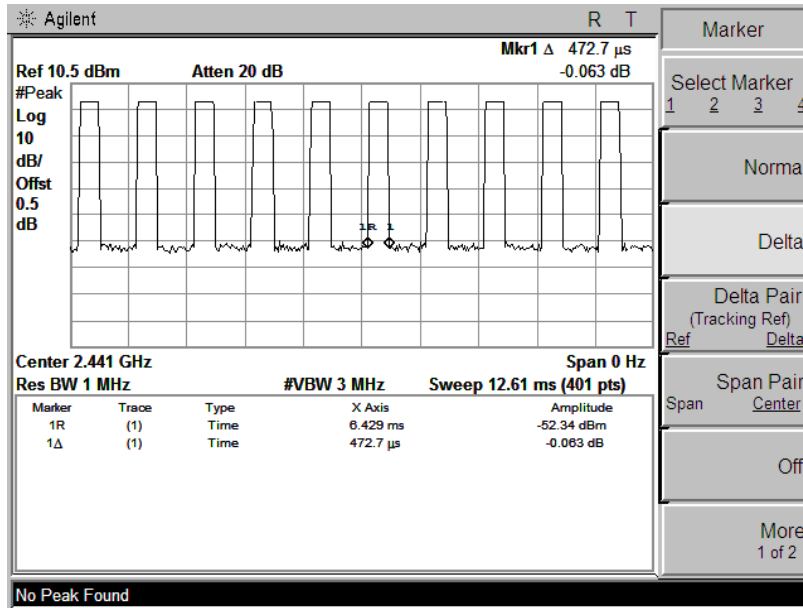 Agilent
R T
Marker
Mkr1 Δ 472.7 μs
Ref 10.5 dBm Atten 20 dB -0.063 dB
#Peak
Log
10
dB/
Offst
0.5
dB
1R 1
Center 2.441 GHz Span 0 Hz
Res BW 1 MHz #VBW 3 MHz Sweep 12.61 ms (401 pts)
Marker Trace Type X Axis Amplitude
1R (1) Time 6.429 ms -52.34 dBm
1Δ (1) Time 472.7 μs -0.063 dB
Select Marker
1 2 3 4
Norma
Delta
Delta Pair
(Tracking Ref)
Ref Delta
Span Pair
Span Center
Off
More
1 of 2
No Peak Found